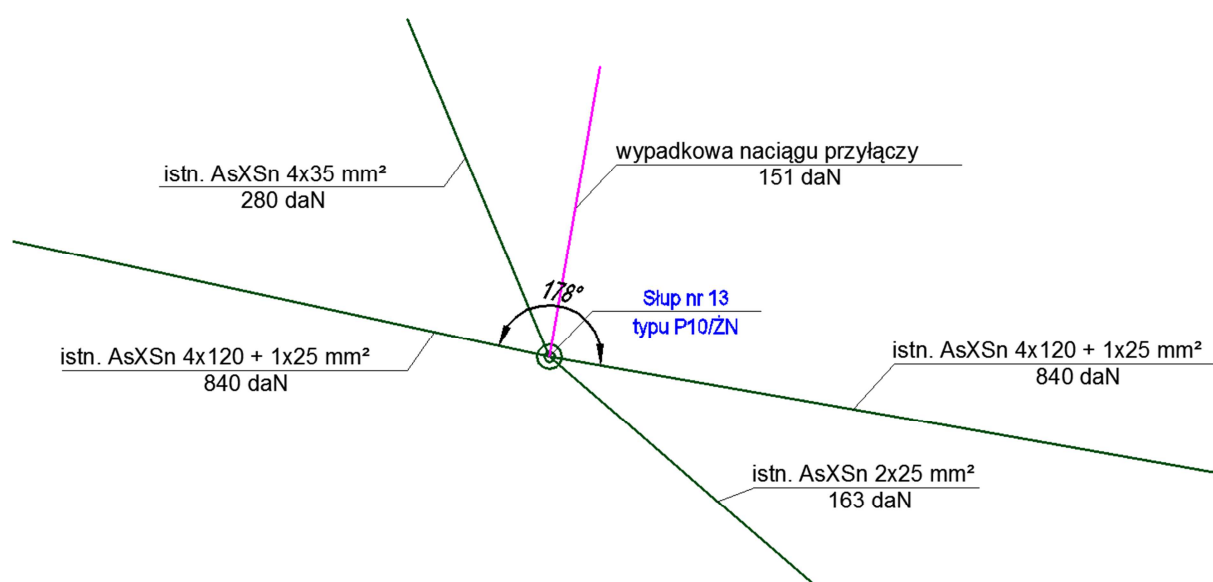 wypadkowa naciągu przyłączy
151 daN
istn. AsXSn 4x35 mm²
280 daN
178°
Słup nr 13
typu P10/ŻN
istn. AsXSn 4x120 + 1x25 mm²
840 daN
istn. AsXSn 4x120 + 1x25 mm²
840 daN
istn. AsXSn 2x25 mm²
163 daN